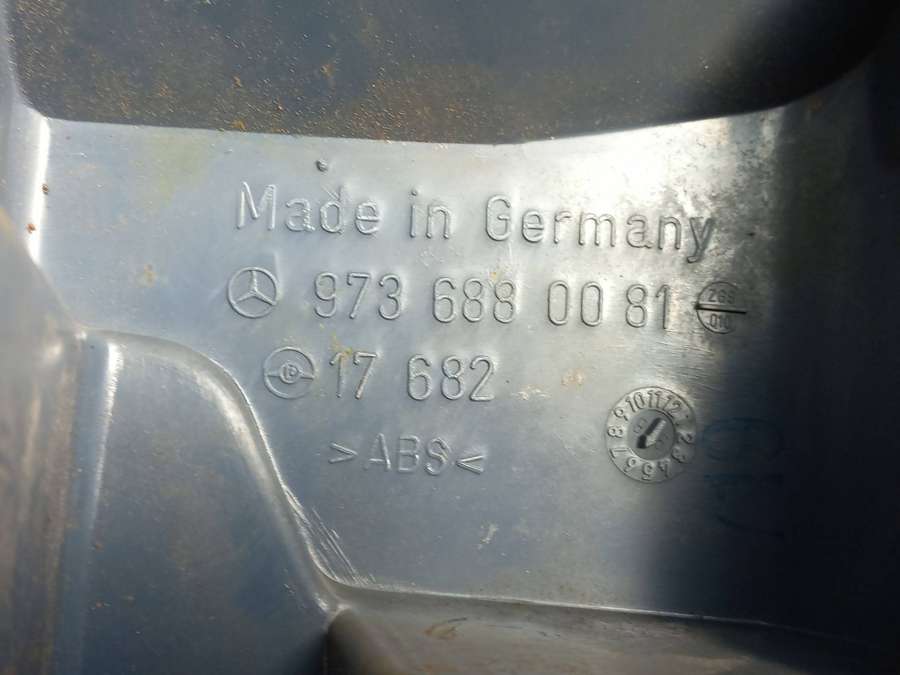 Made in Germany
973 688 00 81
17 682
>ABS<